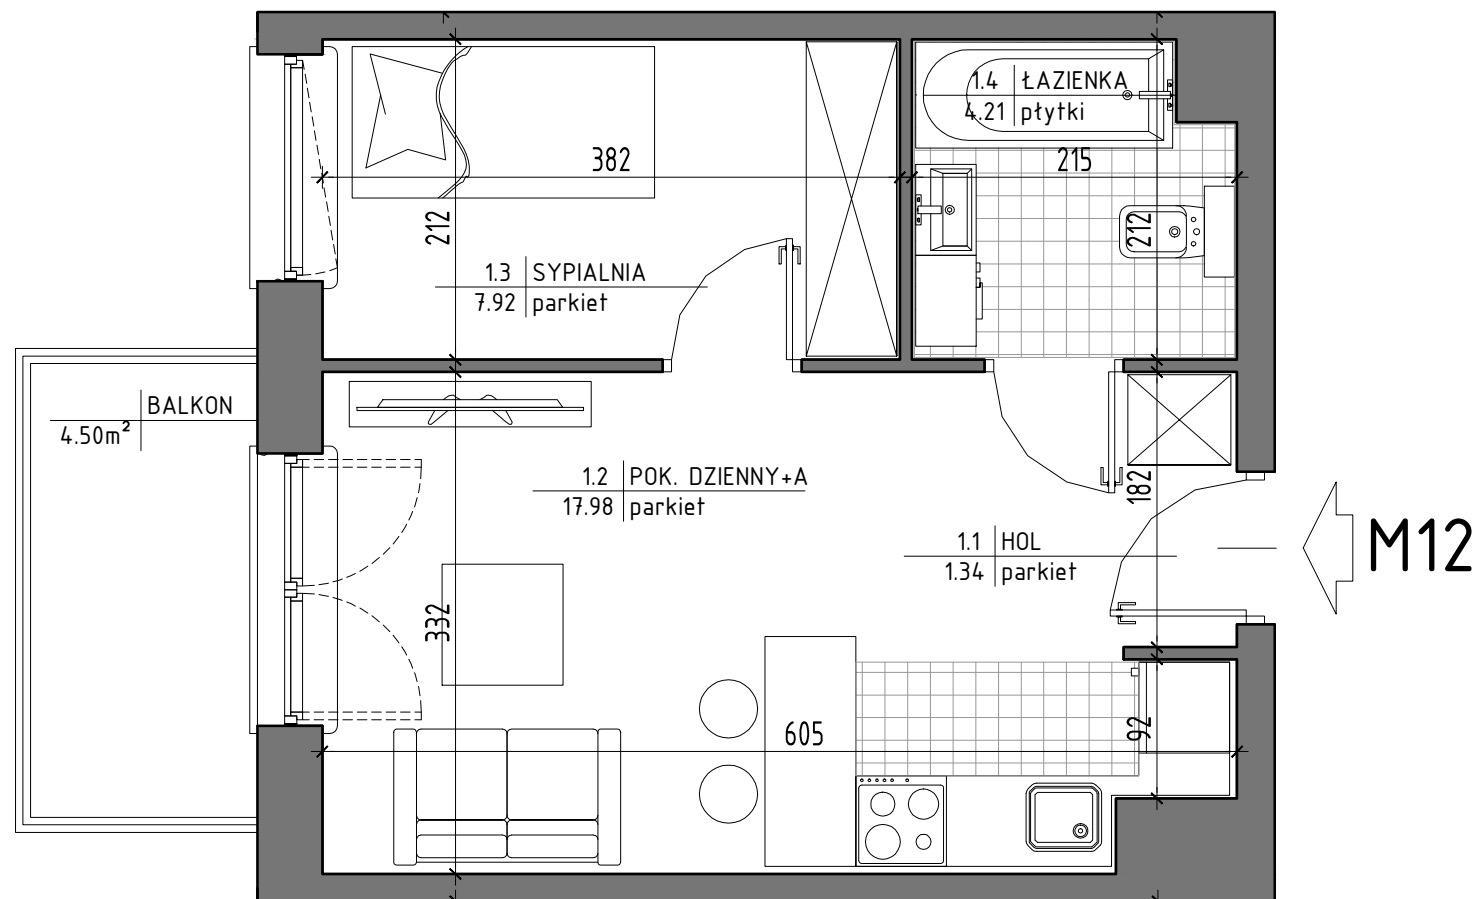 1.4 ŁAZIENKA
4.21 płytki
382
215
212
212
1.3 SYPIALNIA
7.92 parkiet
BALKON
4.50m²
1.2 POK. DZIENNY+A
17.98 parkiet
182
1.1 HOL
1.34 parkiet
M12
332
605
92